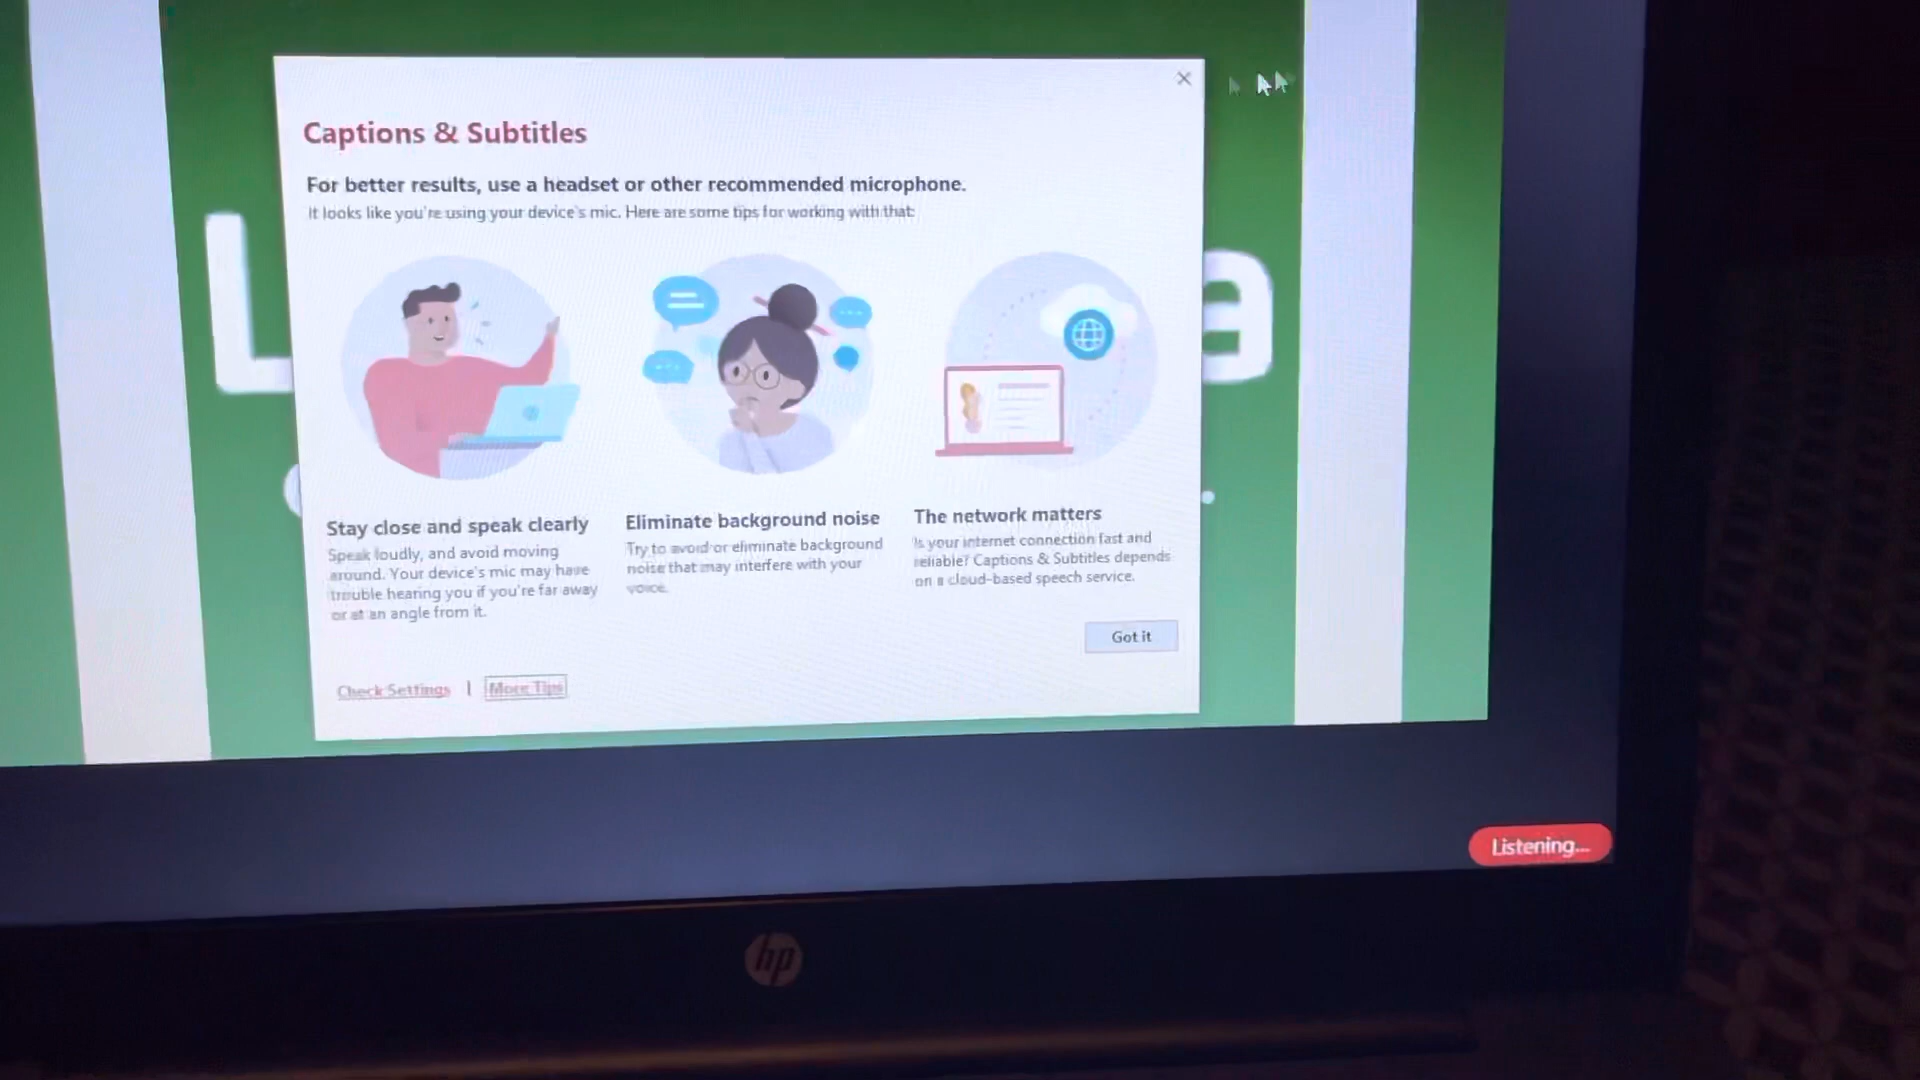 Captions & Subtitles
For better results, use a headset or other recommended microphone.
It looks like you're using your device's mic. Here are some tips for working with that:
Stay close and speak clearly
Speak loudly, and avoid moving
around. Your device's mic may have
trouble hearing you if you're far away
or at an angle from it.
Eliminate background noise
Try to avoid or eliminate background
noise that may interfere with your
voice.
The network matters
Is your internet connection fast and
reliable? Captions & Subtitles depends
on a cloud-based speech service.
Got it
Check Settings | More Tips
L
a
Listening...
hp